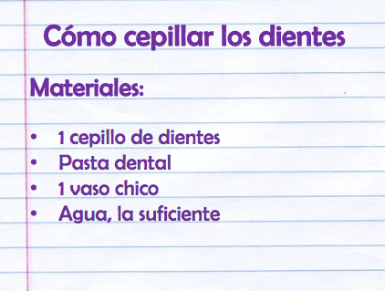 Cómo cepillar los dientes
Materiales:
• 1 cepillo de dientes
• Pasta dental
• 1 vaso chico
• Agua, la suficiente